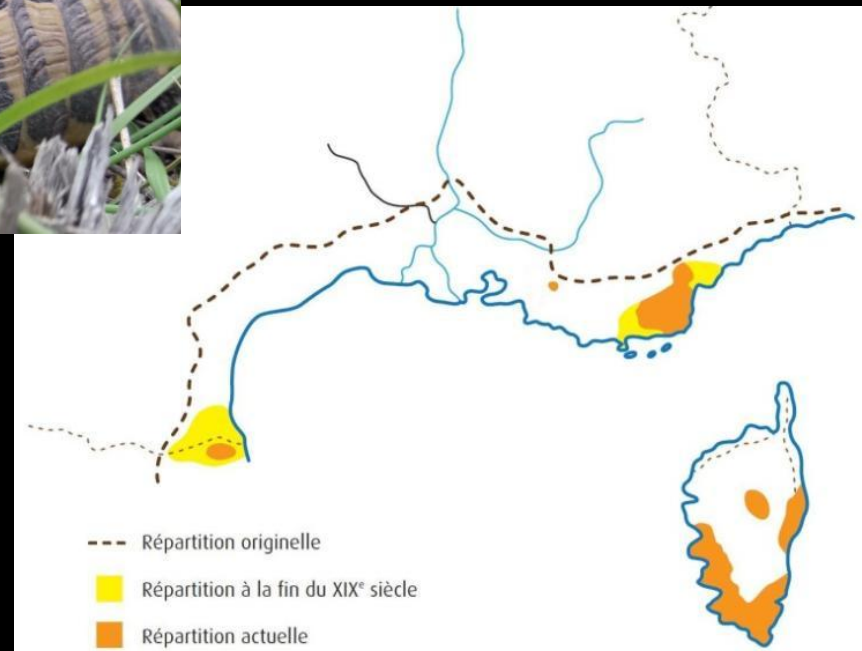 Répartition originelle
Répartition à la fin du XIXᵉ siècle
Répartition actuelle